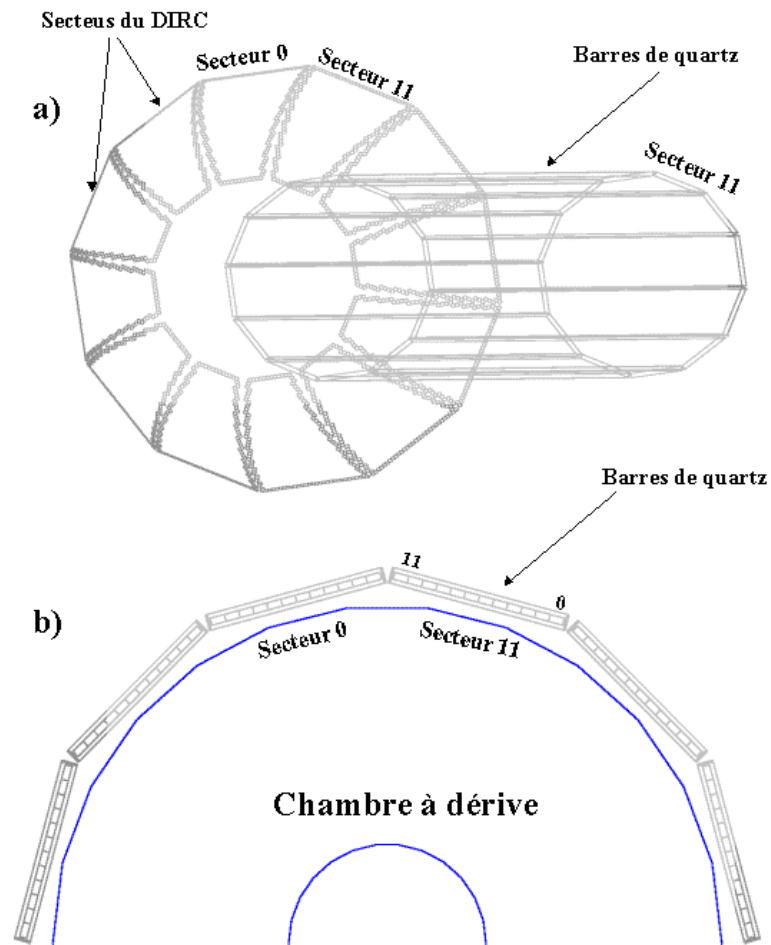 Secteus du DIRC
Secteur 0
Secteur 11
Barres de quartz
a)
Secteur 11
Barres de quartz
11
0
b)
Secteur 0
Secteur 11
Chambre à dérive